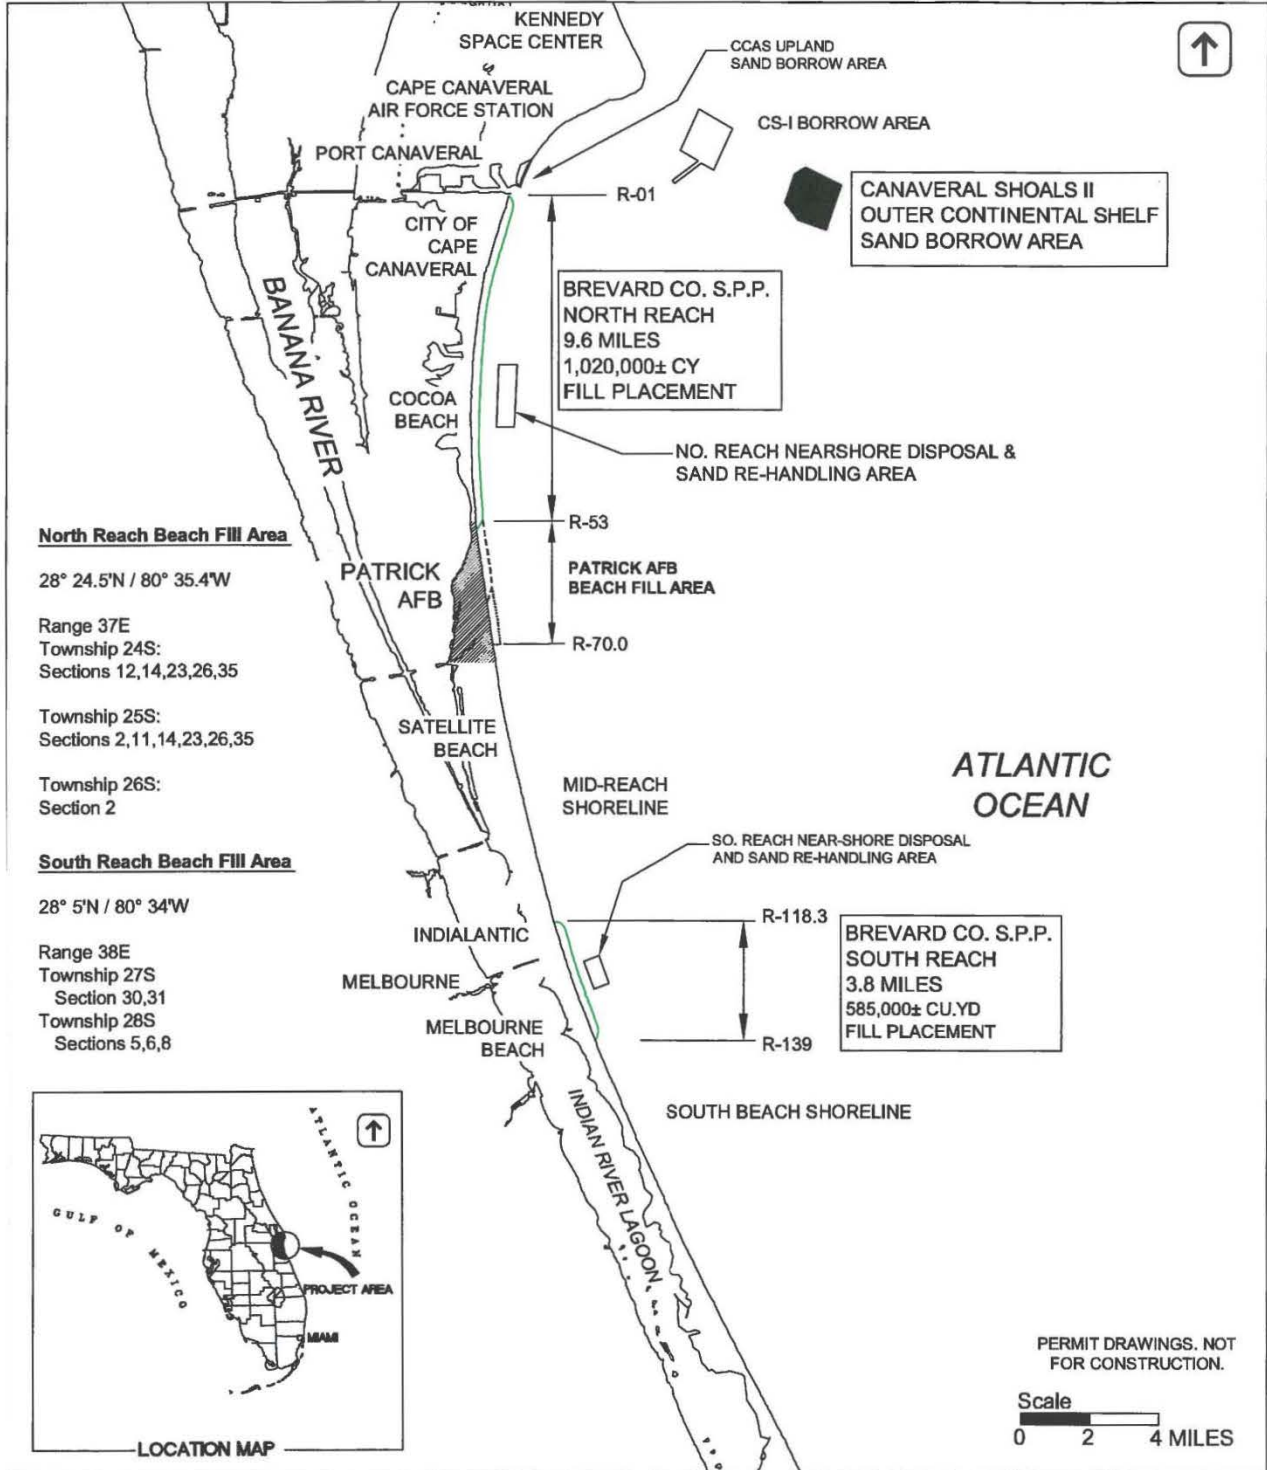 KENNEDY
SPACE CENTER
CCAS UPLAND
SAND BORROW AREA
CAPE CANAVERAL
AIR FORCE STATION
CS-I BORROW AREA
PORT CANAVERAL
R-01
CANAVERAL SHOALS II
OUTER CONTINENTAL SHELF
SAND BORROW AREA
CITY OF
CAPE
CANAVERAL
BANANA RIVER
BREVARD CO. S.P.P.
NORTH REACH
9.6 MILES
1,020,000± CY
FILL PLACEMENT
COCOA
BEACH
NO. REACH NEARSHORE DISPOSAL &
SAND RE-HANDLING AREA
R-53
North Reach Beach Fill Area
28° 24.5'N / 80° 35.4'W
Range 37E
Township 24S:
Sections 12,14,23,26,35
Township 25S:
Sections 2,11,14,23,26,35
Township 26S:
Section 2
PATRICK
AFB
PATRICK AFB
BEACH FILL AREA
R-70.0
SATELLITE
BEACH
MID-REACH
SHORELINE
ATLANTIC
OCEAN
SO. REACH NEAR-SHORE DISPOSAL
AND SAND RE-HANDLING AREA
South Reach Beach Fill Area
28° 5'N / 80° 34'W
Range 38E
Township 27S
Section 30,31
Township 28S
Sections 5,6,8
R-118.3
INDIALANTIC
MELBOURNE
MELBOURNE
BEACH
BREVARD CO. S.P.P.
SOUTH REACH
3.8 MILES
585,000± CU.YD
FILL PLACEMENT
R-139
SOUTH BEACH SHORELINE
INDIAN RIVER LAGOON
ATLANTIC OCEAN
GULF OF MEXICO
PROJECT AREA
MIAMI
LOCATION MAP
PERMIT DRAWINGS. NOT
FOR CONSTRUCTION.
Scale
0 2 4 MILES